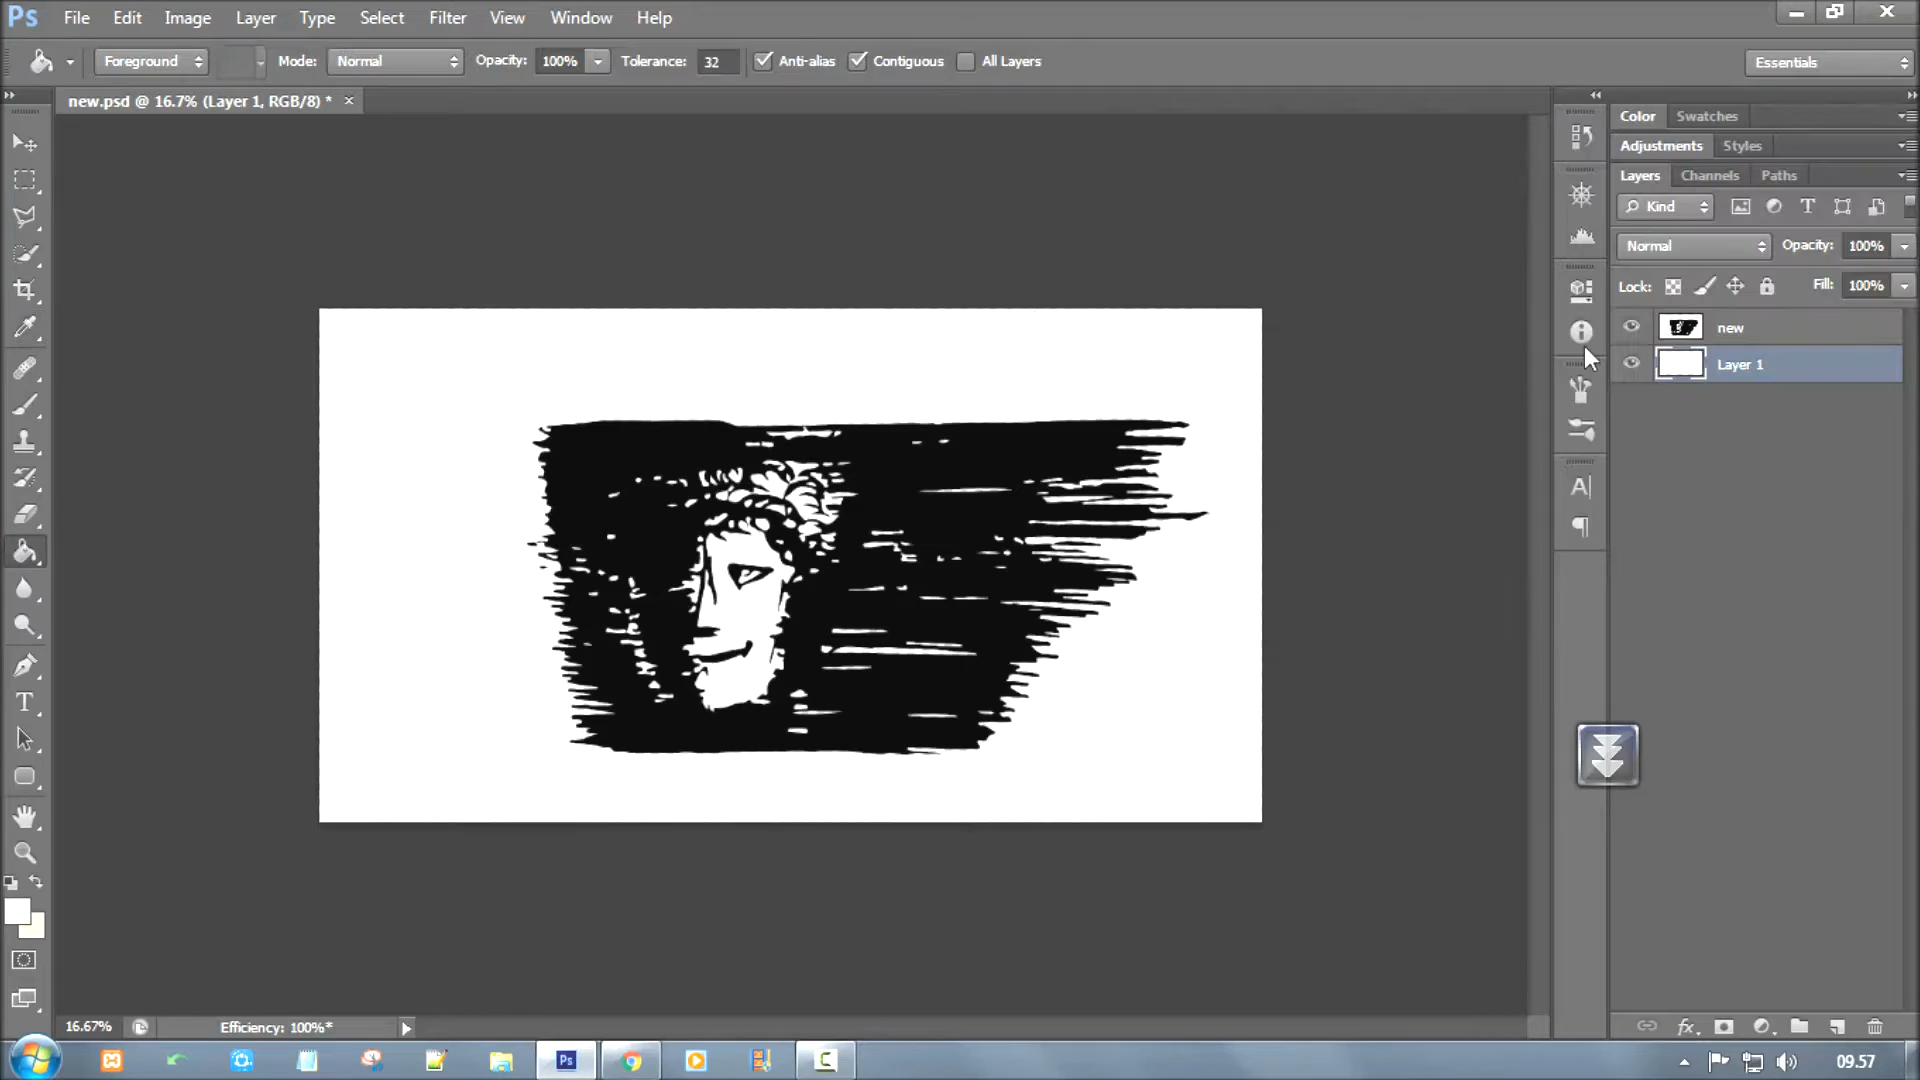 Ps File Edit Image Layer Type Select Filter View Window Help
Foreground Mode: Normal Opacity: 100% Tolerance: 32 Anti-alias Contiguous All Layers Essentials
new.psd @ 16.7% (Layer 1, RGB/8) * ×
Color Swatches
Adjustments Styles
Layers Channels Paths
Kind
Normal Opacity: 100%
Lock: Fill: 100%
new
Layer 1
16.67% Efficiency: 100%*
Ps 09.57